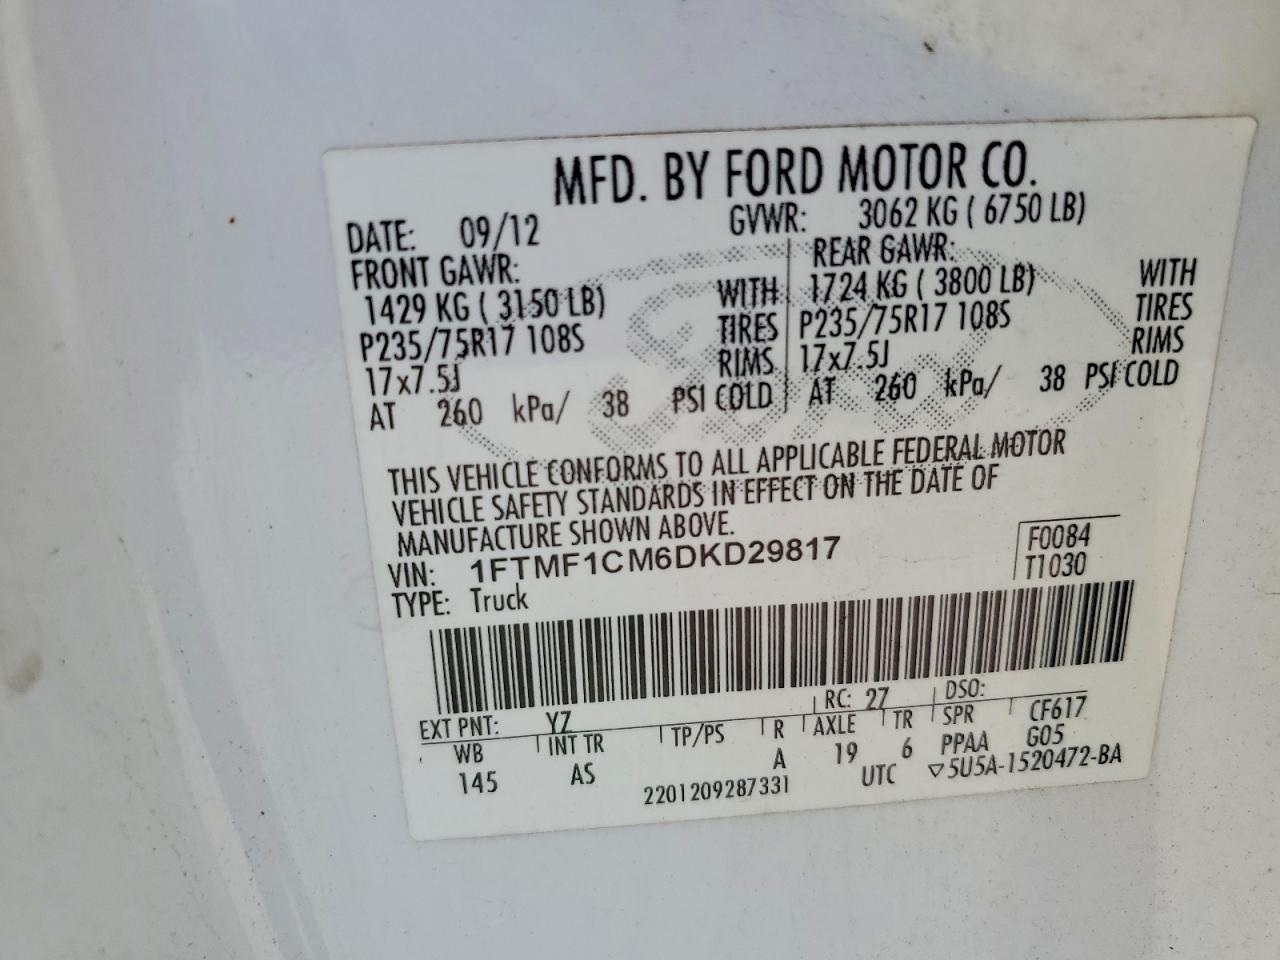 MFD. BY FORD MOTOR CO.
DATE: 09/12 GVWR: 3062 KG ( 6750 LB)
FRONT GAWR: REAR GAWR:
1429 KG ( 3150 LB) WITH 1724 KG ( 3800 LB) WITH
P235/75R17 108S TIRES P235/75R17 108S TIRES
17x7.5J RIMS 17x7.5J RIMS
AT 260 kPa/ 38 PSI COLD AT 260 kPa/ 38 PSI COLD
THIS VEHICLE CONFORMS TO ALL APPLICABLE FEDERAL MOTOR
VEHICLE SAFETY STANDARDS IN EFFECT ON THE DATE OF
MANUFACTURE SHOWN ABOVE.
VIN: 1FTMF1CM6DKD29817 F0084
TYPE: Truck T1030
EXT PNT: YZ RC: 27 DSO:
WB INT TR TP/PS R AXLE TR SPR CF617
145 AS A 19 6 PPAA G05
2201209287331 UTC ▽5U5A-1520472-BA
Ford